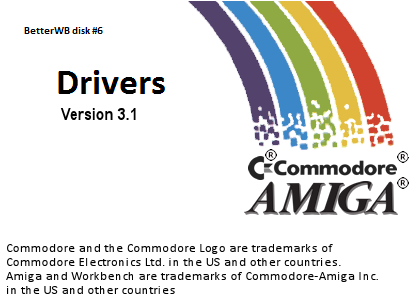 BetterWB disk #6
Drivers
Version 3.1
Commodore®
AMIGA®
Commodore and the Commodore Logo are trademarks of
Commodore Electronics Ltd. in the US and other countries.
Amiga and Workbench are trademarks of Commodore-Amiga Inc.
in the US and other countries